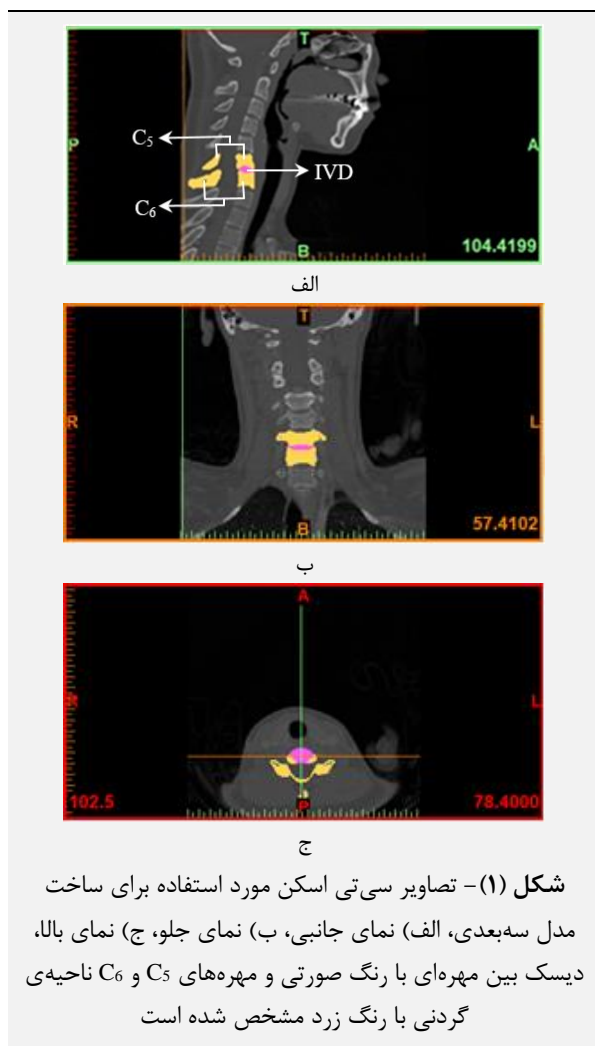 T
C₅
P
A
IVD
C₆
B
104.4199
الف
T
R
L
B
57.4102
ب
A
R
L
102.5
P
78.4000
ج
شکل (۱)- تصاویر سی‌تی اسکن مورد استفاده برای ساخت
مدل سه‌بعدی، الف) نمای جانبی، ب) نمای جلو، ج) نمای بالا،
دیسک بین مهره‌ای با رنگ صورتی و مهره‌های C₅ و C₆ ناحیه‌ی
گردنی با رنگ زرد مشخص شده است